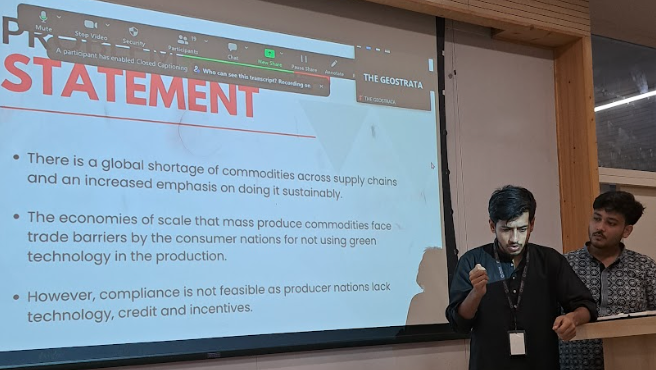 Mute
Stop Video
Security
Participants
Chat
New Share
Pause Share
Annotate
A participant has enabled Closed Captioning
Who can see this transcript? Recording on
THE GEOSTRATA
THE GEOSTRATA
STATEMENT
• There is a global shortage of commodities across supply chains
and an increased emphasis on doing it sustainably.
• The economies of scale that mass produce commodities face
trade barriers by the consumer nations for not using green
technology in the production.
• However, compliance is not feasible as producer nations lack
technology, credit and incentives.